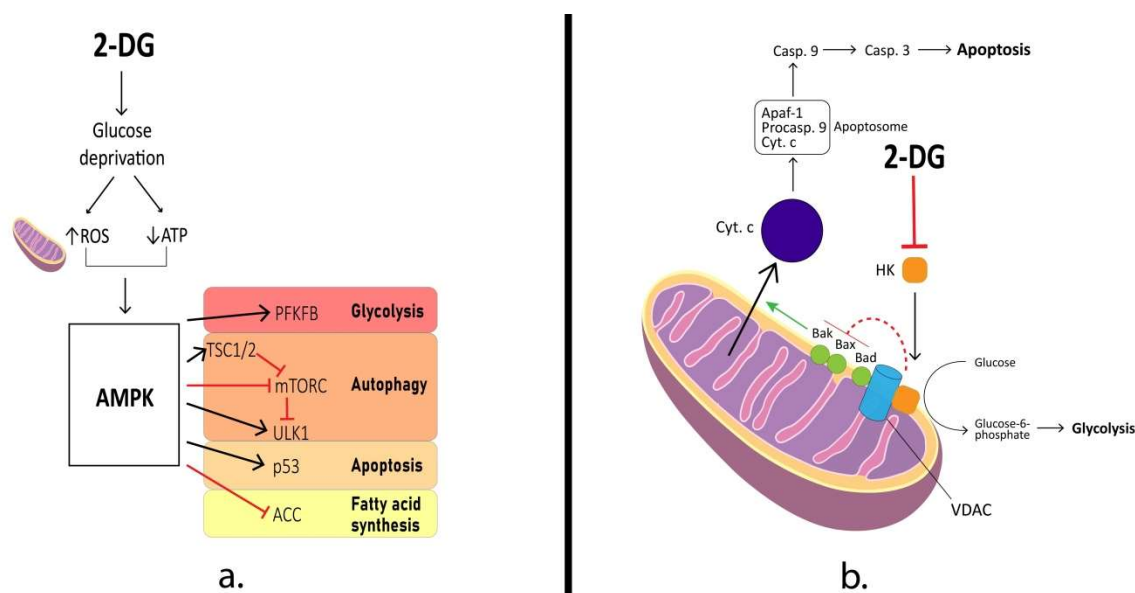 2-DG
Glucose
deprivation
↑ROS
↓ATP
AMPK
PFKFB
Glycolysis
TSC1/2
mTORC
Autophagy
ULK1
p53
Apoptosis
ACC
Fatty acid
synthesis
a.
Casp. 9
Casp. 3
Apoptosis
Apaf-1
Procasp. 9
Cyt. c
Apoptosome
2-DG
Cyt. c
HK
Bak
Bax
Bad
Glucose
Glucose-6-
phosphate
Glycolysis
VDAC
b.